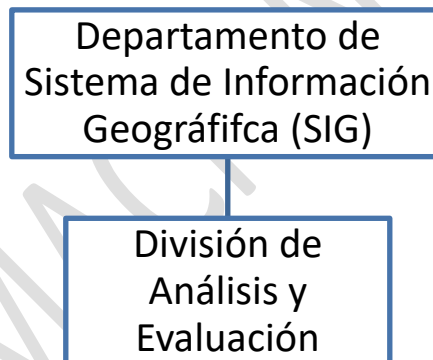 Departamento de
Sistema de Información
Geográfifca (SIG)
División de
Análisis y
Evaluación